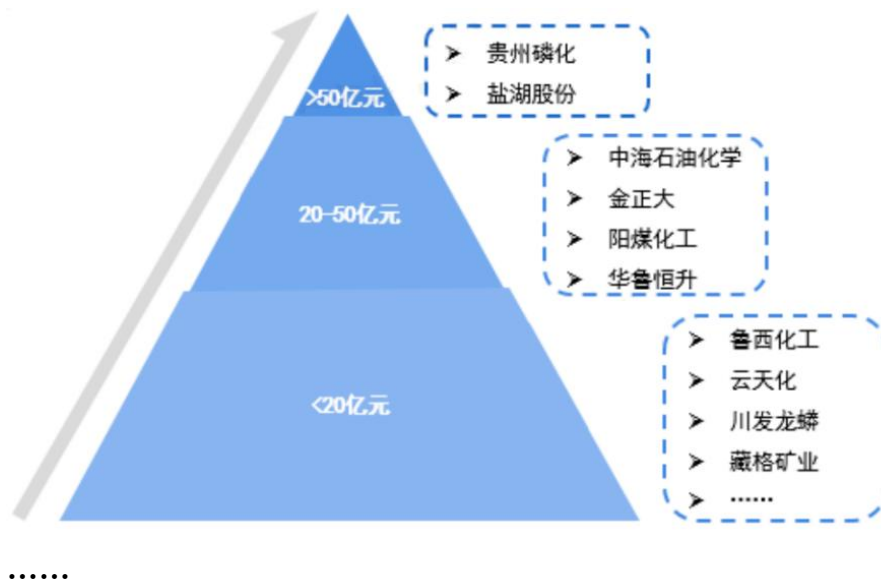 >50亿元
➢ 贵州磷化
➢ 盐湖股份
20-50亿元
➢ 中海石油化学
➢ 金正大
➢ 阳煤化工
➢ 华鲁恒升
<20亿元
➢ 鲁西化工
➢ 云天化
➢ 川发龙蟒
➢ 藏格矿业
➢ ······
······